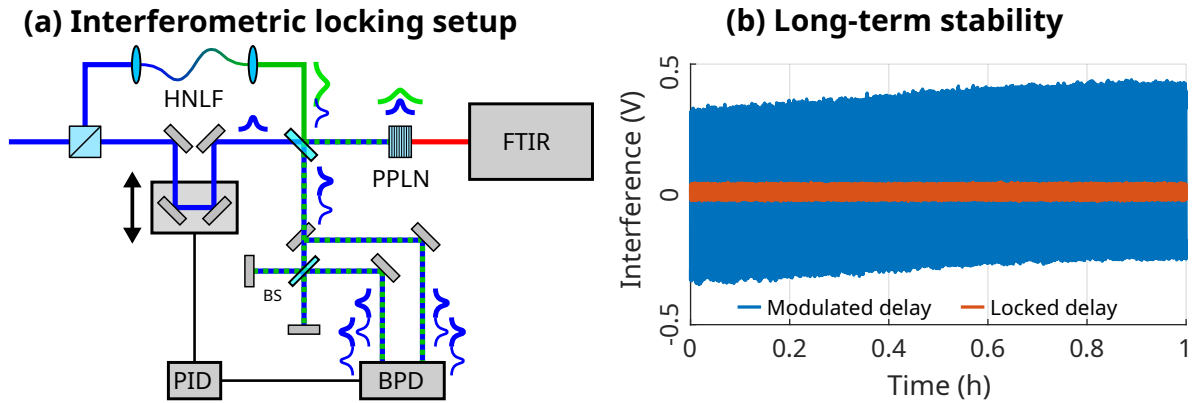 (a) Interferometric locking setup
HNLF
PPLN
FTIR
BS
PID
BPD
(b) Long-term stability
Interference (V)
0.5
0
-0.5
Modulated delay
Locked delay
0
0.2
0.4
0.6
0.8
1
Time (h)